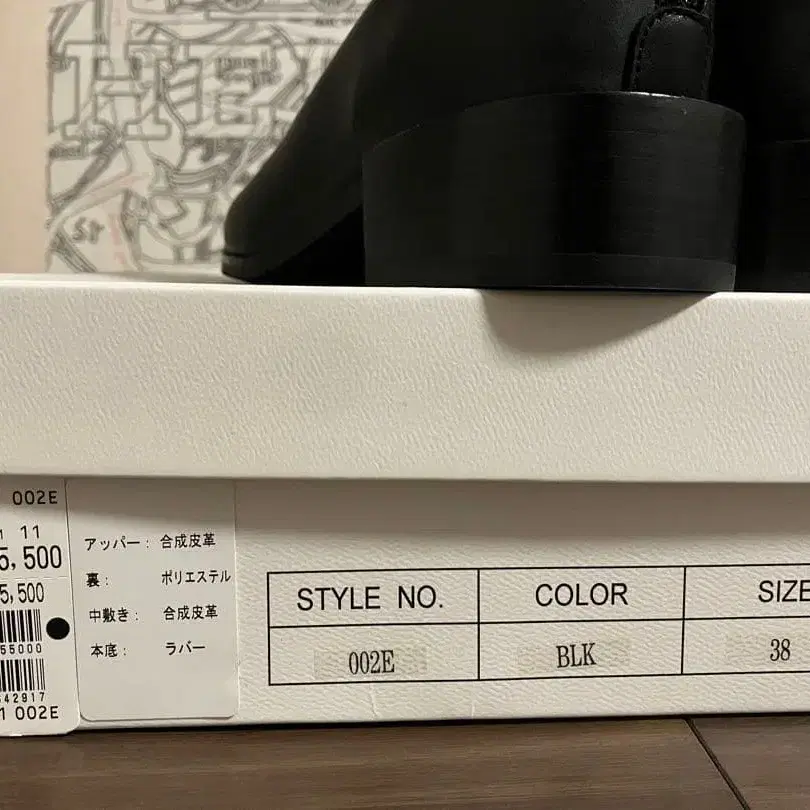 002E
11
5,500
5,500
55000
42917
1 002E
アッパー: 合成皮革
裏: ポリエステル
中敷き: 合成皮革
本底: ラバー
STYLE NO. COLOR SIZE
002E BLK 38